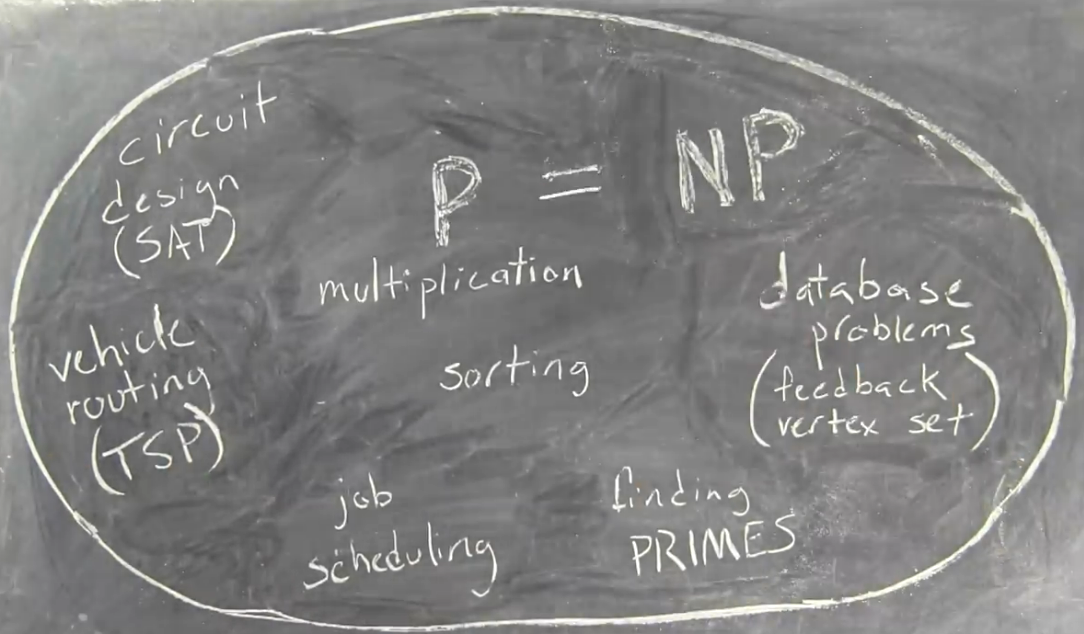 circuit
design
(SAT)
P = NP
multiplication
sorting
vehicle
routing
(TSP)
database
problems
(feedback
vertex set)
job
scheduling
finding
PRIMES